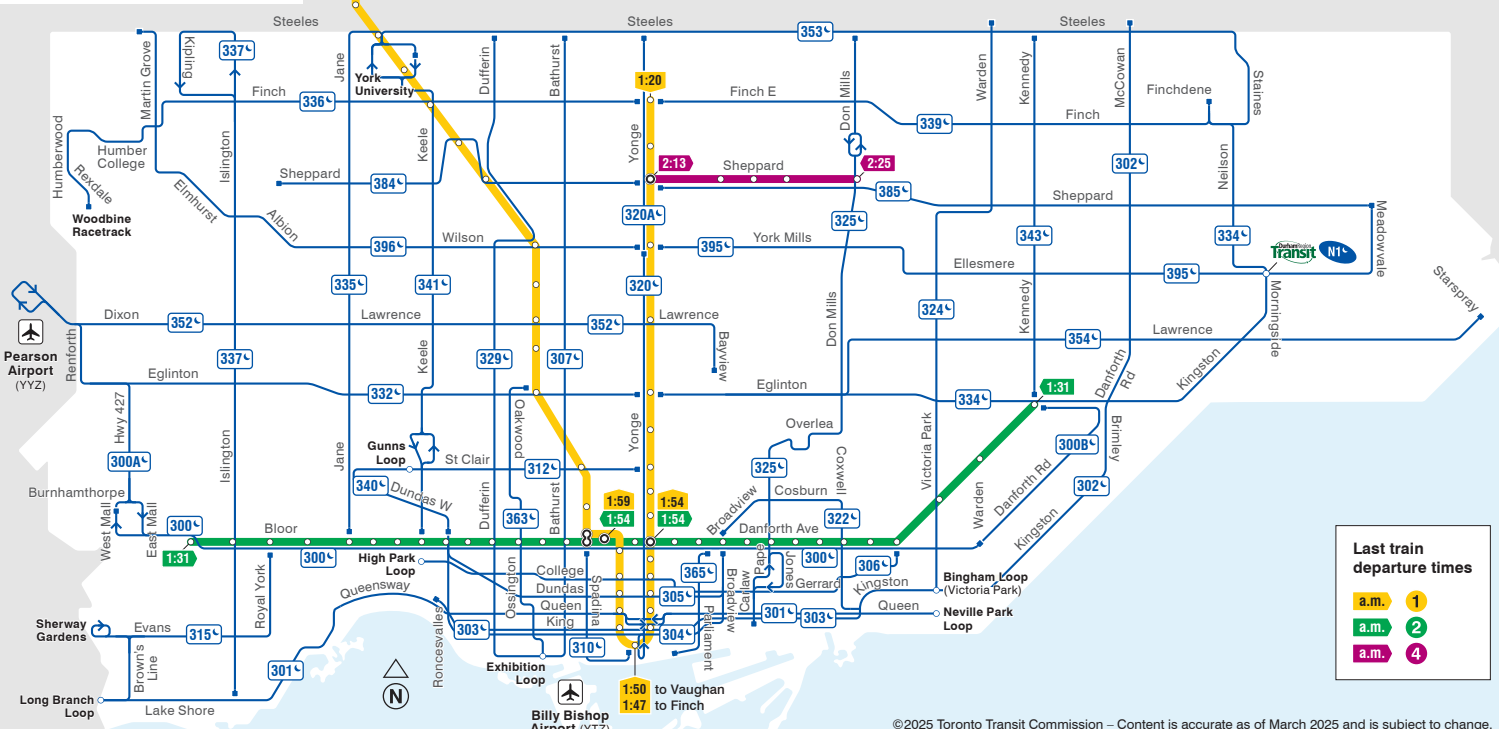 Steeles
Steeles
Steeles
353
Martin Grove
Kipling
337
Jane
York
University
Dufferin
Bathurst
1:20
Don Mills
Warden
Kennedy
McCowan
Finchdene
Staines
Finch
336
Finch E
339
Finch
Humberwood
Humber
College
Rexdale
Woodbine
Racetrack
Elmhurst
Islington
Albion
Keele
Yonge
2:13
Sheppard
2:25
302
Neilson
Sheppard
384
385
Sheppard
320A
325
Meadowvale
396
Wilson
395
York Mills
343
334
DurhamRegion
Transit
N1
Ellesmere
395
Starspray
335
341
320
Don Mills
324
Kennedy
Morningside
Pearson
Airport
(YYZ)
Dixon
352
Lawrence
352
Lawrence
354
Lawrence
Renforth
337
Keele
329
307
Bayview
Danforth
Rd
Kingston
Eglinton
332
Eglinton
334
1:31
Hwy 427
300A
Islington
Jane
Gunns
Loop
Oakwood
Yonge
Overlea
Coxwell
Victoria Park
300B
Brimley
St Clair
312
325
340
Dundas W
Burnhamthorpe
West Mall
East Mall
300
1:31
Bloor
Dufferin
363
Bathurst
1:59
1:54
1:54
1:54
Broadview
Cosburn
322
Danforth Ave
Warden
Danforth Rd
302
Kingston
300
High Park
Loop
Ossington
College
Dundas
Queen
King
Spadina
365
305
304
Parliament
Broadview
Carlaw
Pape
Jones
300
306
Gerrard
Kingston
301
303
Queen
Bingham Loop
(Victoria Park)
Neville Park
Loop
Royal York
Queensway
Sherway
Gardens
Evans
315
Brown's
Line
301
Roncesvalles
303
310
Exhibition
Loop
Long Branch
Loop
Lake Shore
N
Billy Bishop
Airport (YTZ)
1:50 to Vaughan
1:47 to Finch
Last train
departure times
a.m. 1
a.m. 2
a.m. 4
©2025 Toronto Transit Commission – Content is accurate as of March 2025 and is subject to change.